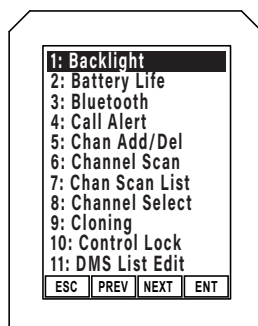 1: Backlight
2: Battery Life
3: Bluetooth
4: Call Alert
5: Chan Add/Del
6: Channel Scan
7: Chan Scan List
8: Channel Select
9: Cloning
10: Control Lock
11: DMS List Edit
ESC PREV NEXT ENT